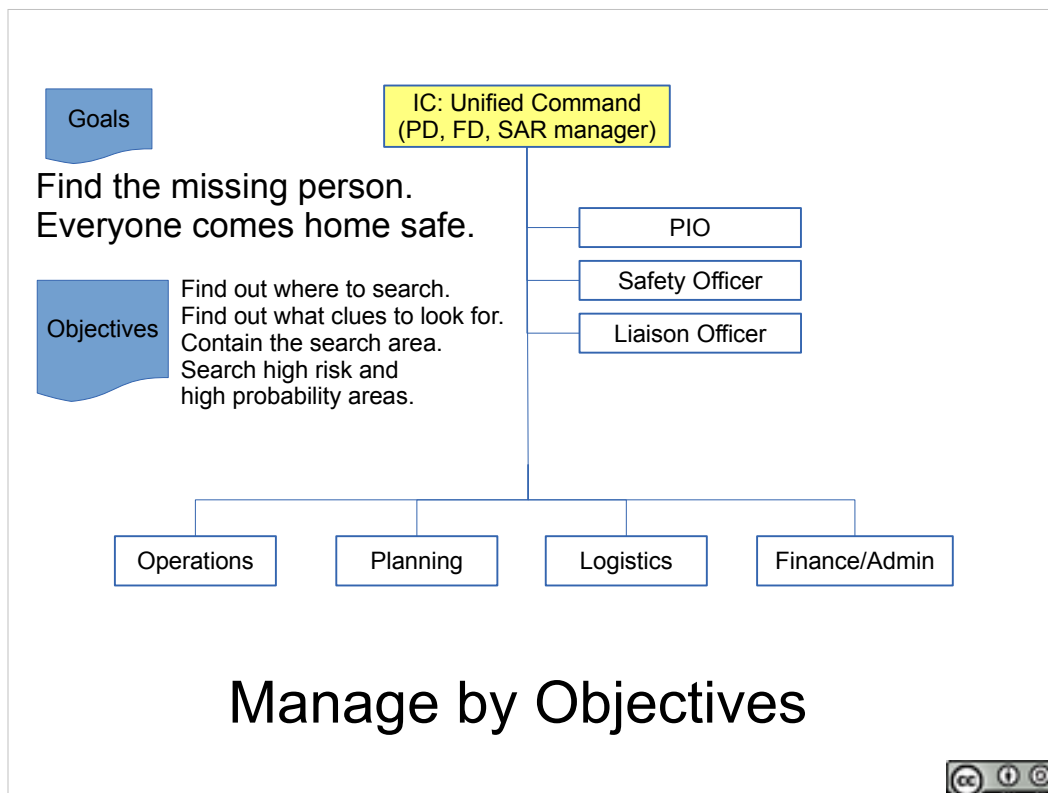 Goals
IC: Unified Command
(PD, FD, SAR manager)
Find the missing person.
Everyone comes home safe.
PIO
Safety Officer
Liaison Officer
Objectives
Find out where to search.
Find out what clues to look for.
Contain the search area.
Search high risk and
high probability areas.
Operations
Planning
Logistics
Finance/Admin
Manage by Objectives
cc